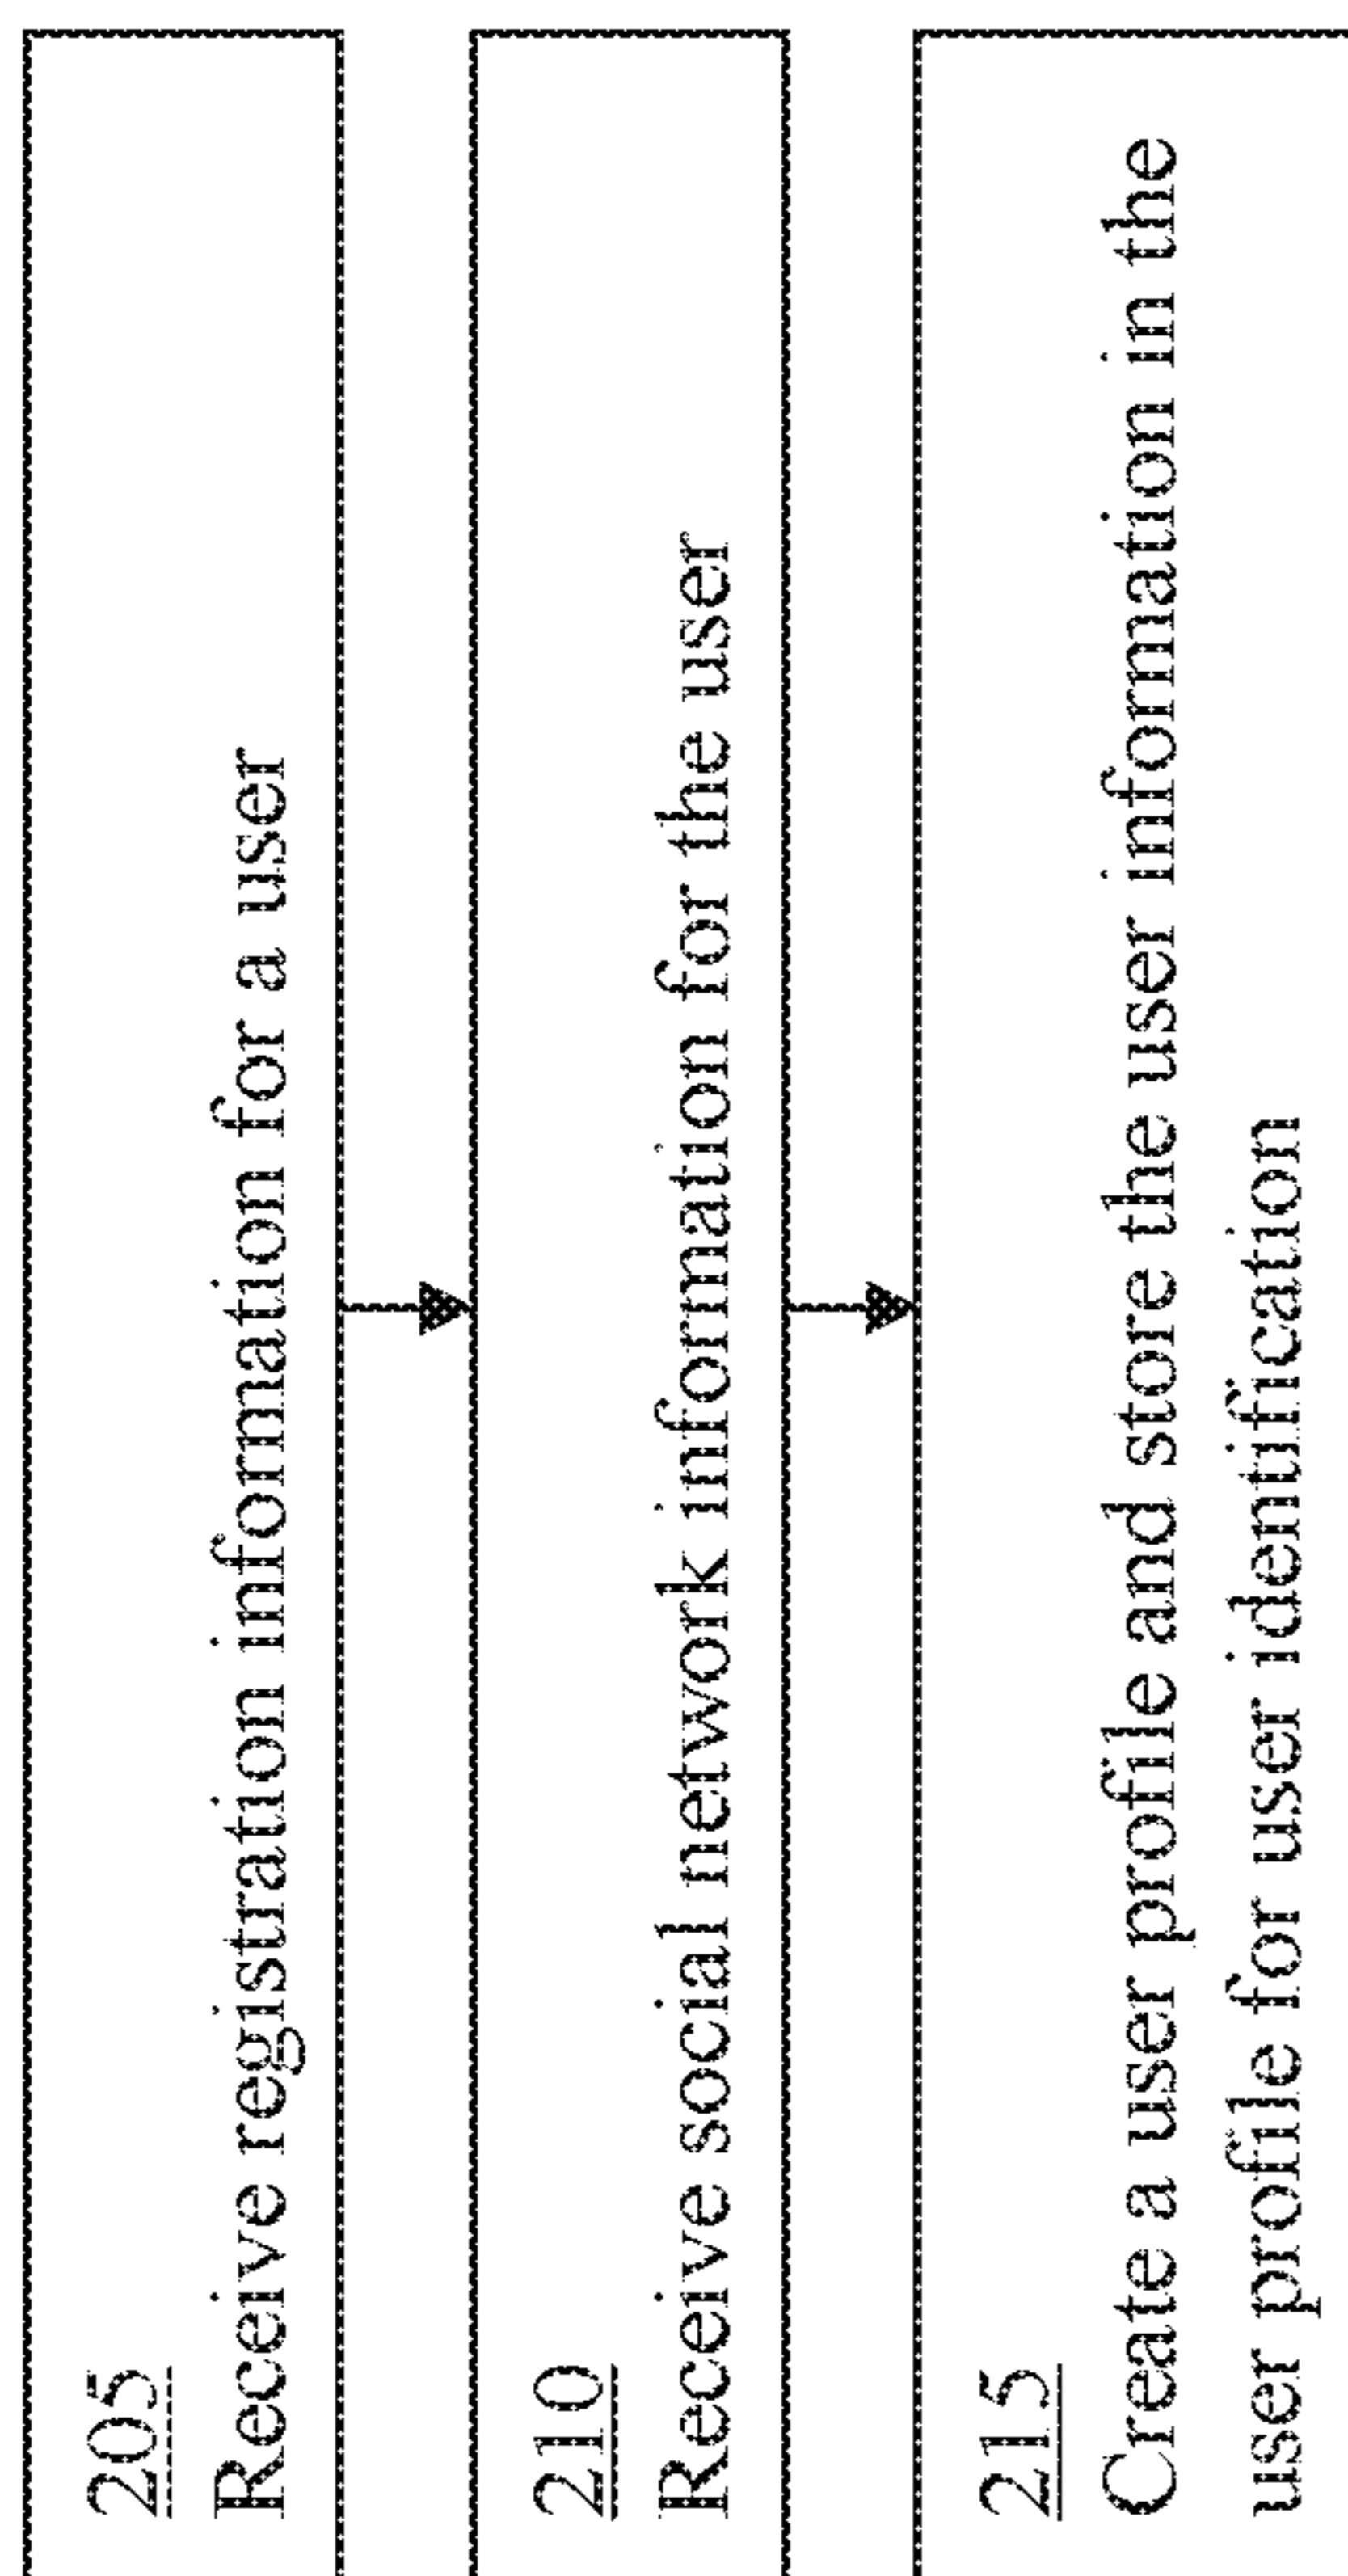 205
Receive registration information for a user
210
Receive social network information for the user
215
Create a user profile and store the user information in the
user profile for user identification